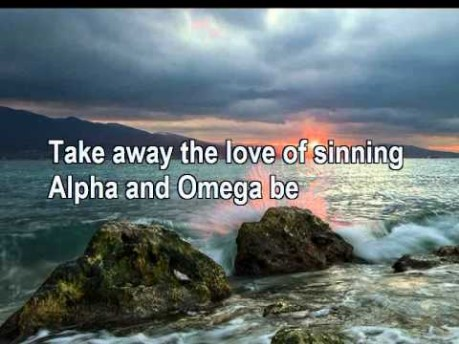 Take away the love of sinning
Alpha and Omega be